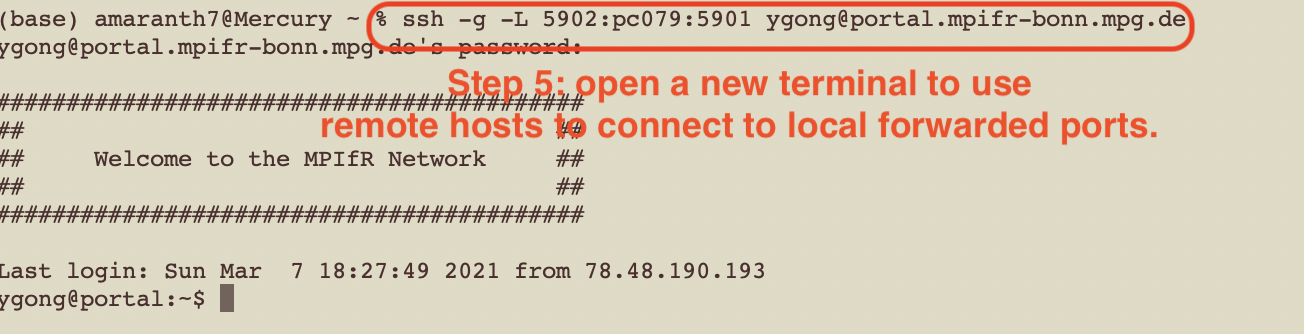 (base) amaranth7@Mercury ~ % ssh -g -L 5902:pc079:5901 ygong@portal.mpifr-bonn.mpg.de
ygong@portal.mpifr-bonn.mpg.de's password:
Step 5: open a new terminal to use
remote hosts to connect to local forwarded ports.
###########################################
##                                       ##
##     Welcome to the MPIfR Network      ##
##                                       ##
###########################################
Last login: Sun Mar  7 18:27:49 2021 from 78.48.190.193
ygong@portal:~$